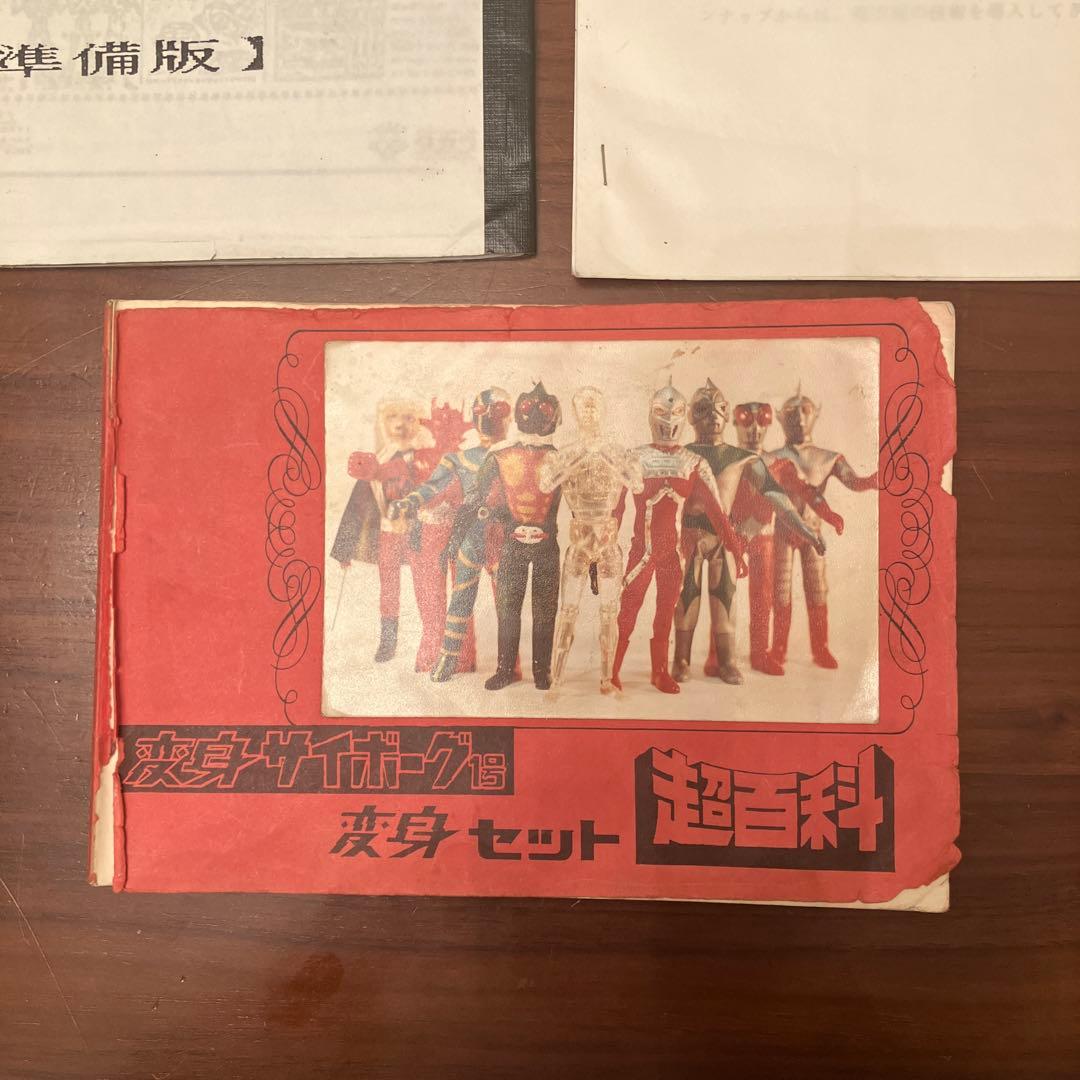 準備版】
変身サイボーグ1号
変身セット
超百科